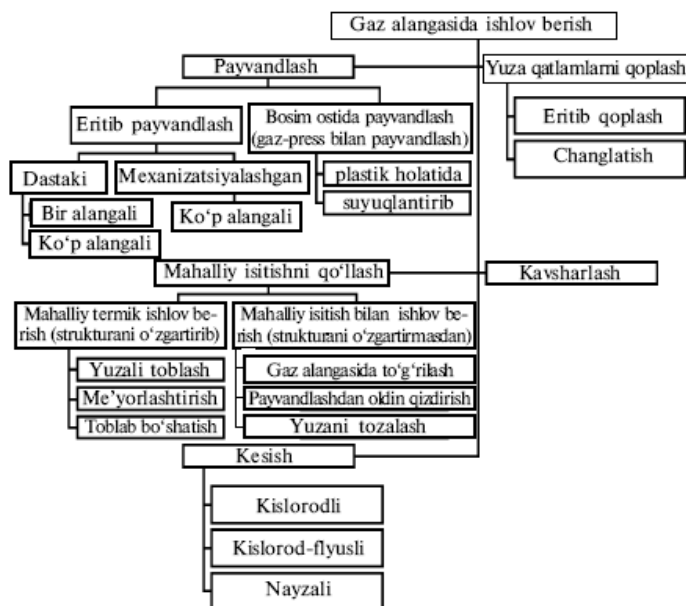 Gaz alangasida ishlov berish
Payvandlash
Yuza qatlamlarni qoplash
Eritib payvandlash
Bosim ostida payvandlash
(gaz-press bilan payvandlash)
Eritib qoplash
Changlatish
Dastaki
Mexanizatsiyalashgan
plastik holatida
suyuqlantirib
Bir alangali
Ko‘p alangali
Ko‘p alangali
Mahalliy isitishni qo‘llash
Kavsharlash
Mahalliy termik ishlov be-
rish (strukturani o‘zgartirib)
Mahalliy isitish bilan ishlov be-
rish (strukturani o‘zgartirmasdan)
Yuzali toblash
Me’yorlashtirish
Toblab bo‘shatish
Gaz alangasida to‘g‘rilash
Payvandlashdan oldin qizdirish
Yuzani tozalash
Kesish
Kislorodli
Kislorod-flyusli
Nayzali